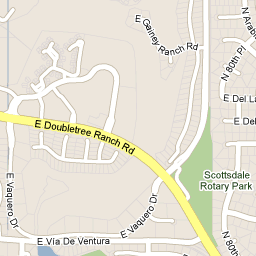 E Gainey Ranch Rd
N 80th Pl
N Arabi
E Del La
E Del
E Doubletree Ranch Rd
Scottsdale
Rotary Park
E Vaquero Dr
E Vaquero Dr
E Via De Ventura
N 80th